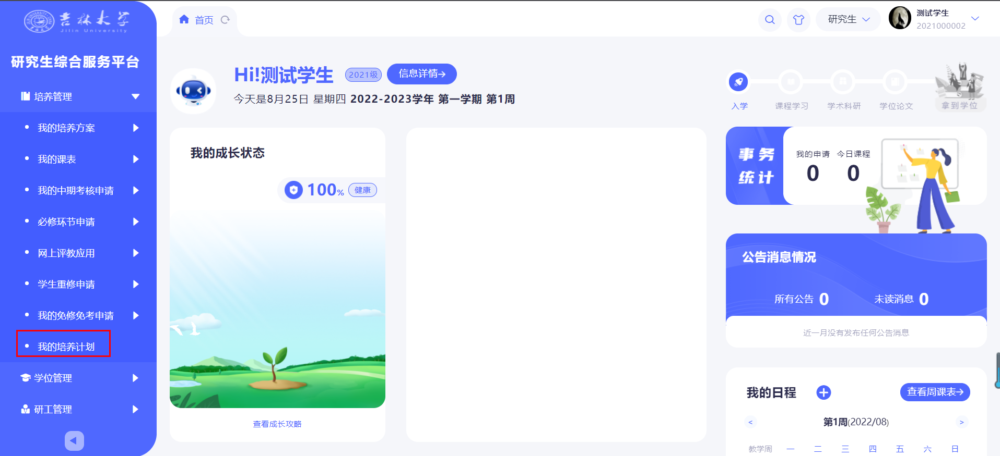 吉林大学
Jilin University
研究生综合服务平台
培养管理
我的培养方案
我的课表
我的中期考核申请
必修环节申请
网上评教应用
学生重修申请
我的免修免考申请
我的培养计划
学位管理
研工管理
首页
研究生
测试学生
2021000002
Hi!测试学生
2021级
信息详情
今天是8月25日 星期四 2022-2023学年 第一学期 第1周
入学
课程学习
学术科研
学位论文
拿到学位
我的成长状态
100%
健康
查看成长攻略
事务
统计
我的申请 今日课程
0 0
公告消息情况
所有公告 0 未读消息 0
近一月没有发布任何公告消息
我的日程
查看周课表
< 第1周(2022/08) >
教学周 一 二 三 四 五 六 日